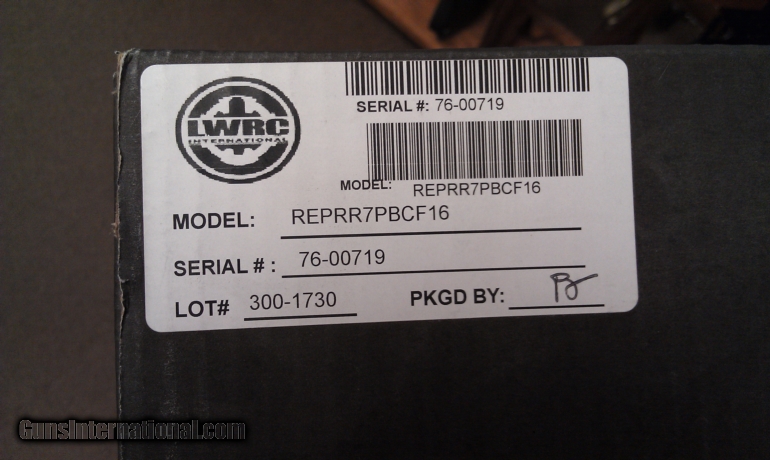 LWRC
INTERNATIONAL
SERIAL #: 76-00719
MODEL: REPRR7PBCF16
MODEL: REPRR7PBCF16
SERIAL # : 76-00719
LOT# 300-1730 PKGD BY:
GunsInternational.com